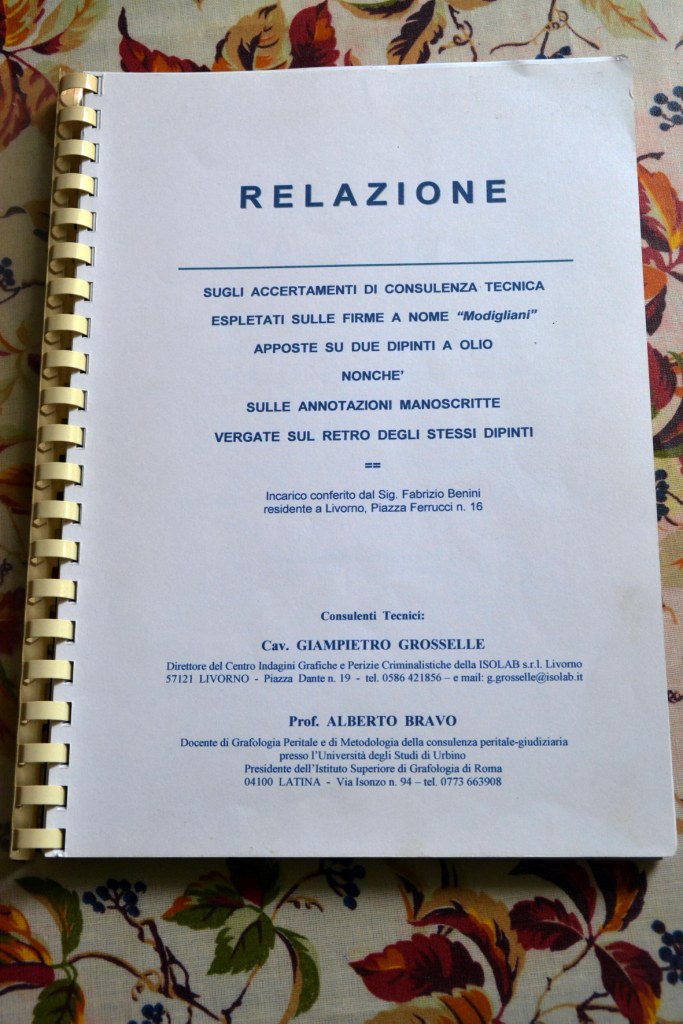 RELAZIONE
SUGLI ACCERTAMENTI DI CONSULENZA TECNICA
ESPLETATI SULLE FIRME A NOME "Modigliani"
APPOSTE SU DUE DIPINTI A OLIO
NONCHE'
SULLE ANNOTAZIONI MANOSCRITTE
VERGATE SUL RETRO DEGLI STESSI DIPINTI
==
Incarico conferito dal Sig. Fabrizio Benini
residente a Livorno, Piazza Ferrucci n. 16
Consulenti Tecnici:
Cav. GIAMPIETRO GROSSELLE
Direttore del Centro Indagini Grafiche e Perizie Criminalistiche della ISOLAB s.r.l. Livorno
57121 LIVORNO - Piazza Dante n. 19 - tel. 0586 421856 – e mail: g.grosselle@isolab.it
Prof. ALBERTO BRAVO
Docente di Grafologia Peritale e di Metodologia della consulenza peritale-giudiziaria
presso l'Università degli Studi di Urbino
Presidente dell'Istituto Superiore di Grafologia di Roma
04100 LATINA - Via Isonzo n. 94 – tel. 0773 663908